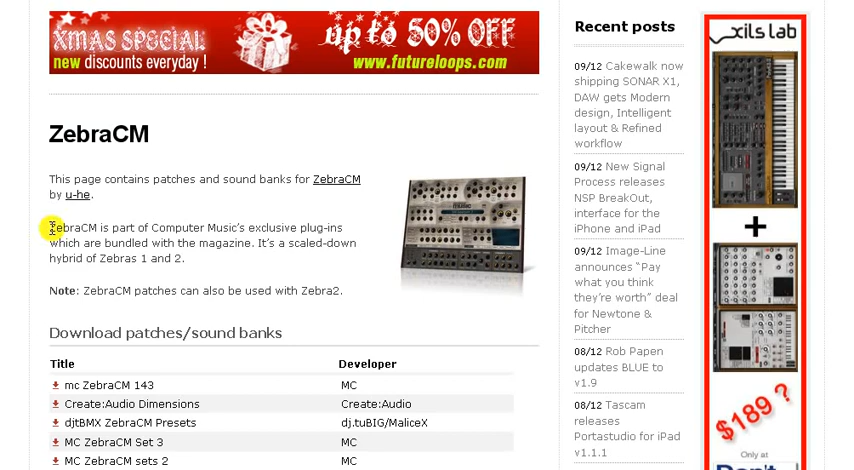 XMAS SPECIAL
new discounts everyday !
up to 50% OFF
www.futureloops.com
ZebraCM
This page contains patches and sound banks for ZebraCM
by u-he.
ZebraCM is part of Computer Music's exclusive plug-ins
which are bundled with the magazine. It's a scaled-down
hybrid of Zebras 1 and 2.
Note: ZebraCM patches can also be used with Zebra2.
Download patches/sound banks
Title Developer
mc ZebraCM 143 MC
Create:Audio Dimensions Create:Audio
djtBMX ZebraCM Presets dj.tuBIG/MaliceX
MC ZebraCM Set 3 MC
MC ZebraCM sets 2 MC
Recent posts
09/12 Cakewalk now
shipping SONAR X1,
DAW gets Modern
design, Intelligent
layout & Refined
workflow
09/12 New Signal
Process releases
NSP BreakOut,
interface for the
iPhone and iPad
09/12 Image-Line
announces “Pay
what you think
they’re worth” deal
for Newtone &
Pitcher
08/12 Rob Papen
updates BLUE to
v1.9
08/12 Tascam
releases
Portastudio for iPad
v1.1.1
xils lab
+
$189 ?
Only at